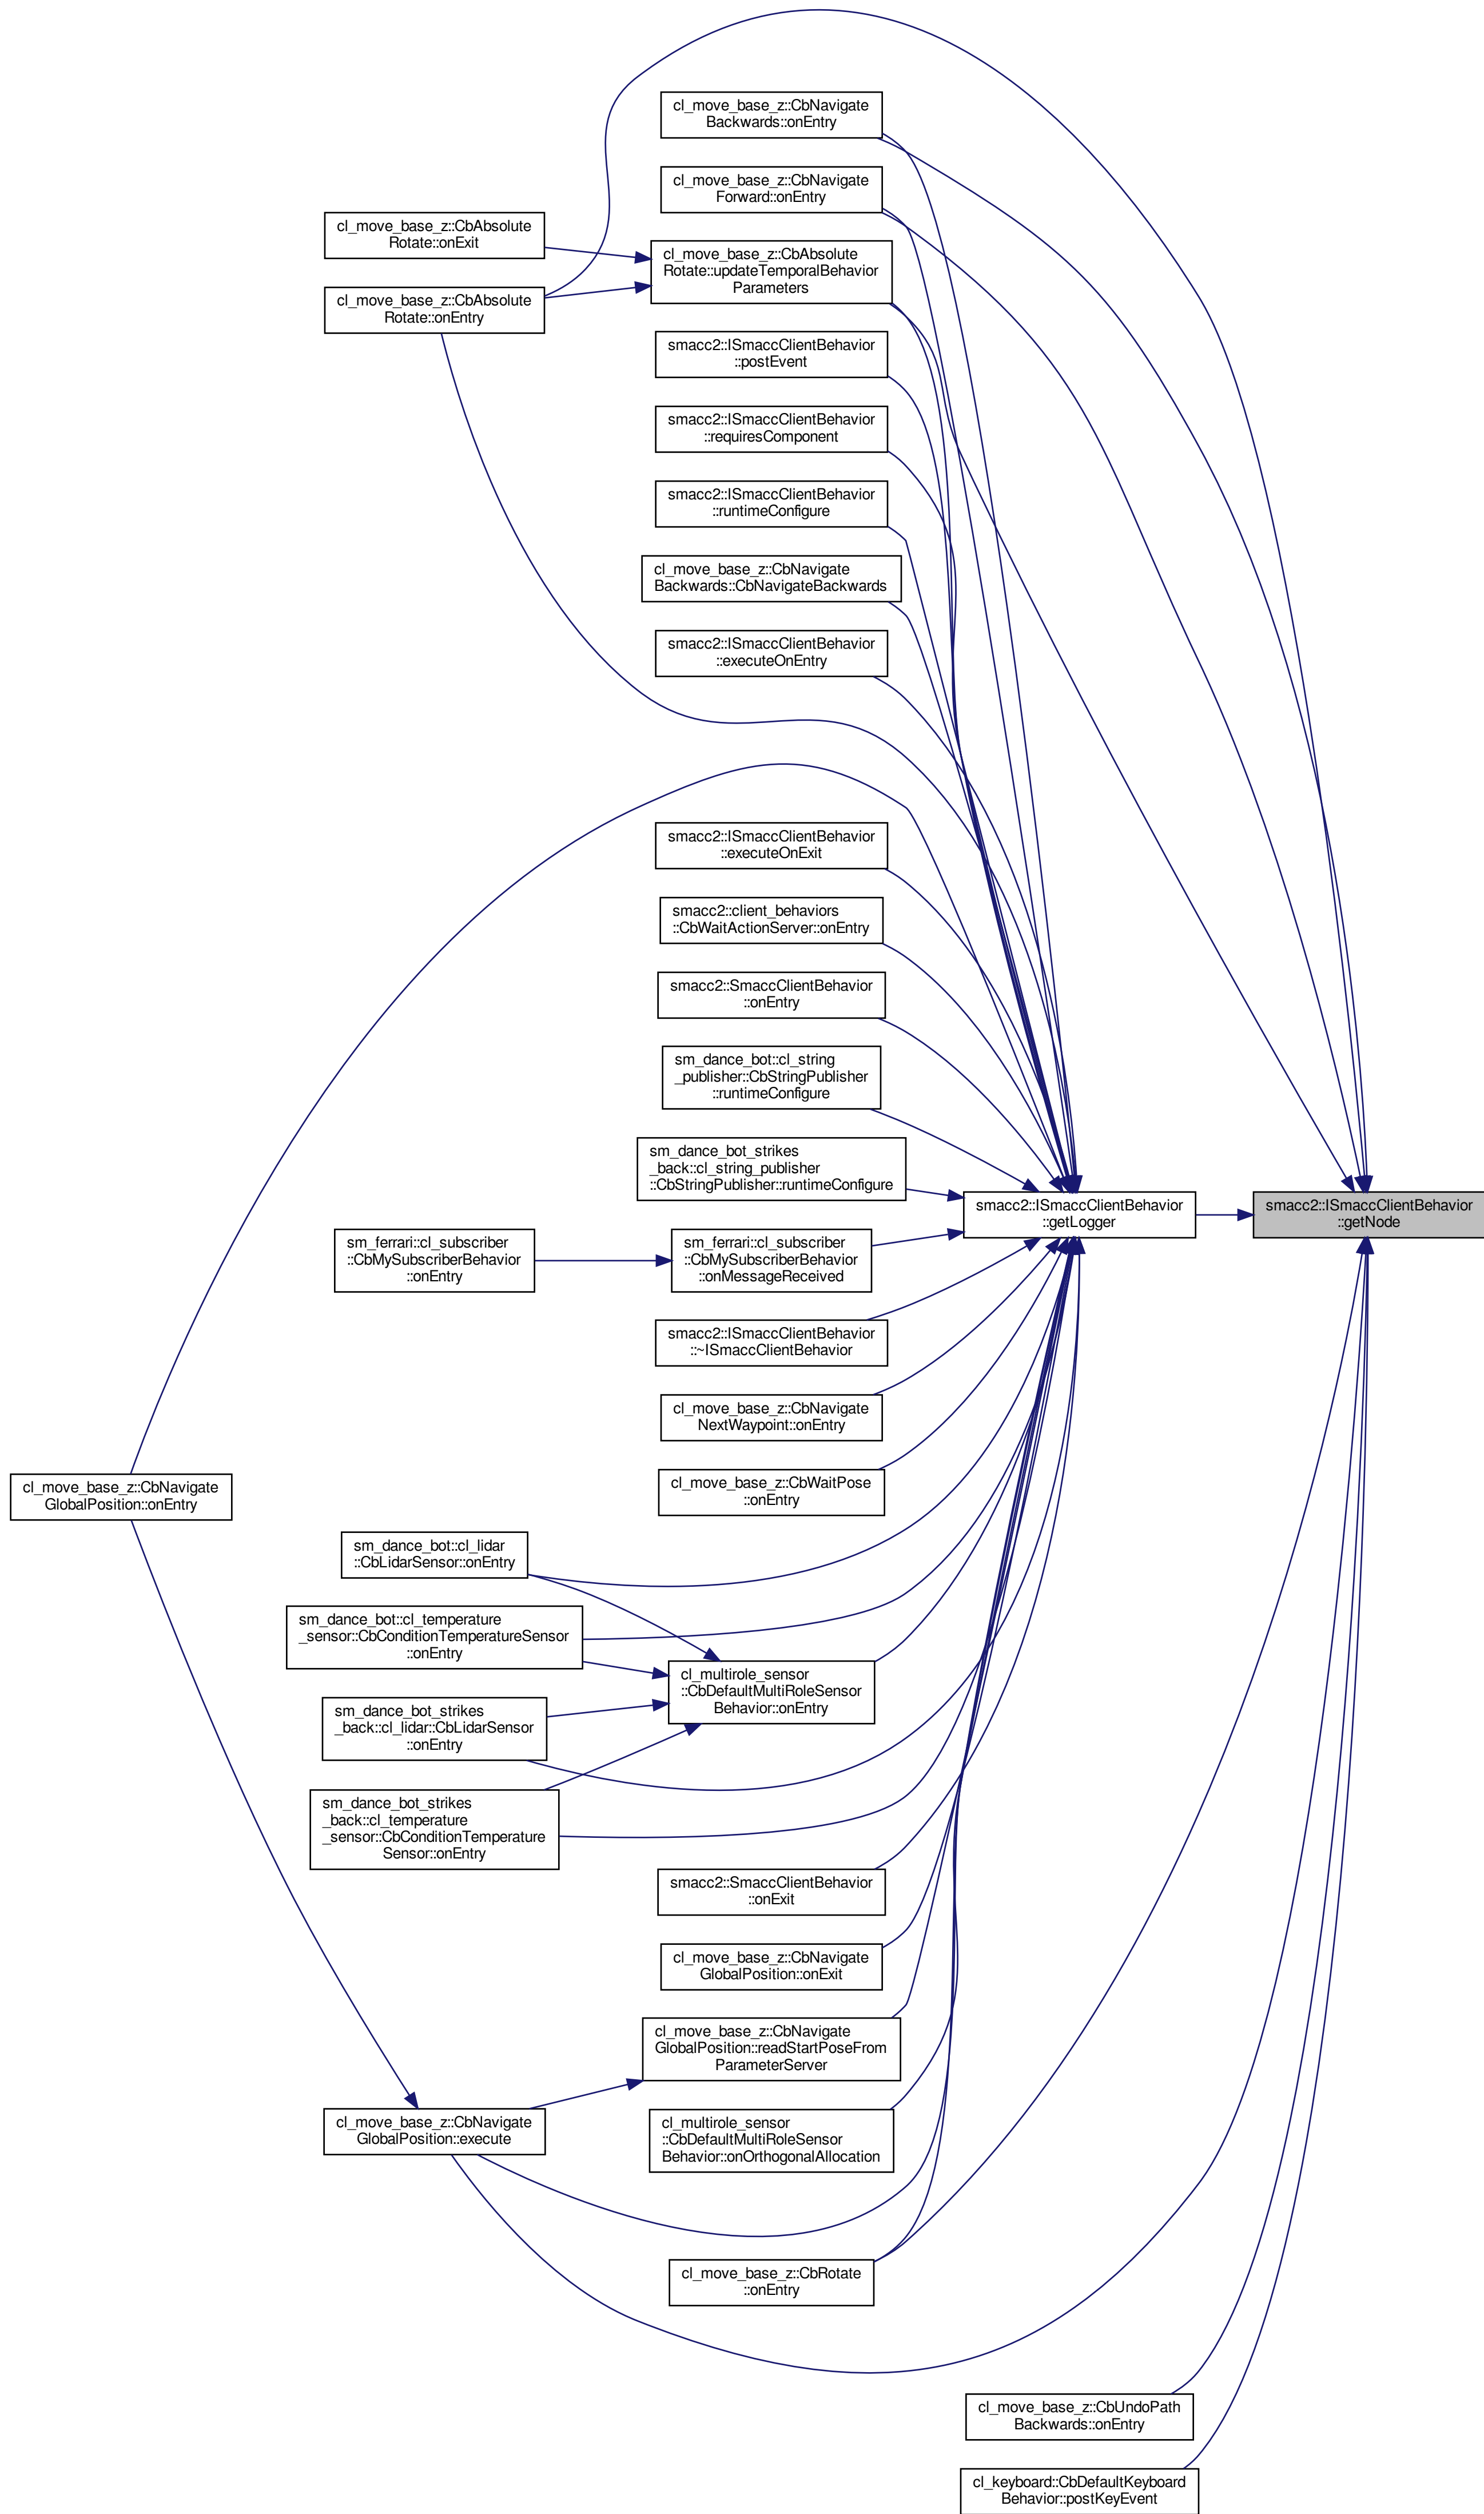 cl_move_base_z::CbNavigate
Backwards::onEntry
cl_move_base_z::CbNavigate
Forward::onEntry
cl_move_base_z::CbAbsolute
Rotate::onExit
cl_move_base_z::CbAbsolute
Rotate::updateTemporalBehavior
Parameters
cl_move_base_z::CbAbsolute
Rotate::onEntry
smacc2::ISmaccClientBehavior
::postEvent
smacc2::ISmaccClientBehavior
::requiresComponent
smacc2::ISmaccClientBehavior
::runtimeConfigure
cl_move_base_z::CbNavigate
Backwards::CbNavigateBackwards
smacc2::ISmaccClientBehavior
::executeOnEntry
smacc2::ISmaccClientBehavior
::executeOnExit
smacc2::client_behaviors
::CbWaitActionServer::onEntry
smacc2::SmaccClientBehavior
::onEntry
sm_dance_bot::cl_string
_publisher::CbStringPublisher
::runtimeConfigure
sm_dance_bot_strikes
_back::cl_string_publisher
::CbStringPublisher::runtimeConfigure
smacc2::ISmaccClientBehavior
::getLogger
smacc2::ISmaccClientBehavior
::getNode
sm_ferrari::cl_subscriber
::CbMySubscriberBehavior
::onEntry
sm_ferrari::cl_subscriber
::CbMySubscriberBehavior
::onMessageReceived
smacc2::ISmaccClientBehavior
::~ISmaccClientBehavior
cl_move_base_z::CbNavigate
NextWaypoint::onEntry
cl_move_base_z::CbWaitPose
::onEntry
cl_move_base_z::CbNavigate
GlobalPosition::onEntry
sm_dance_bot::cl_lidar
::CbLidarSensor::onEntry
sm_dance_bot::cl_temperature
_sensor::CbConditionTemperatureSensor
::onEntry
cl_multirole_sensor
::CbDefaultMultiRoleSensor
Behavior::onEntry
sm_dance_bot_strikes
_back::cl_lidar::CbLidarSensor
::onEntry
sm_dance_bot_strikes
_back::cl_temperature
_sensor::CbConditionTemperature
Sensor::onEntry
smacc2::SmaccClientBehavior
::onExit
cl_move_base_z::CbNavigate
GlobalPosition::onExit
cl_move_base_z::CbNavigate
GlobalPosition::readStartPoseFrom
ParameterServer
cl_move_base_z::CbNavigate
GlobalPosition::execute
cl_multirole_sensor
::CbDefaultMultiRoleSensor
Behavior::onOrthogonalAllocation
cl_move_base_z::CbRotate
::onEntry
cl_move_base_z::CbUndoPath
Backwards::onEntry
cl_keyboard::CbDefaultKeyboard
Behavior::postKeyEvent